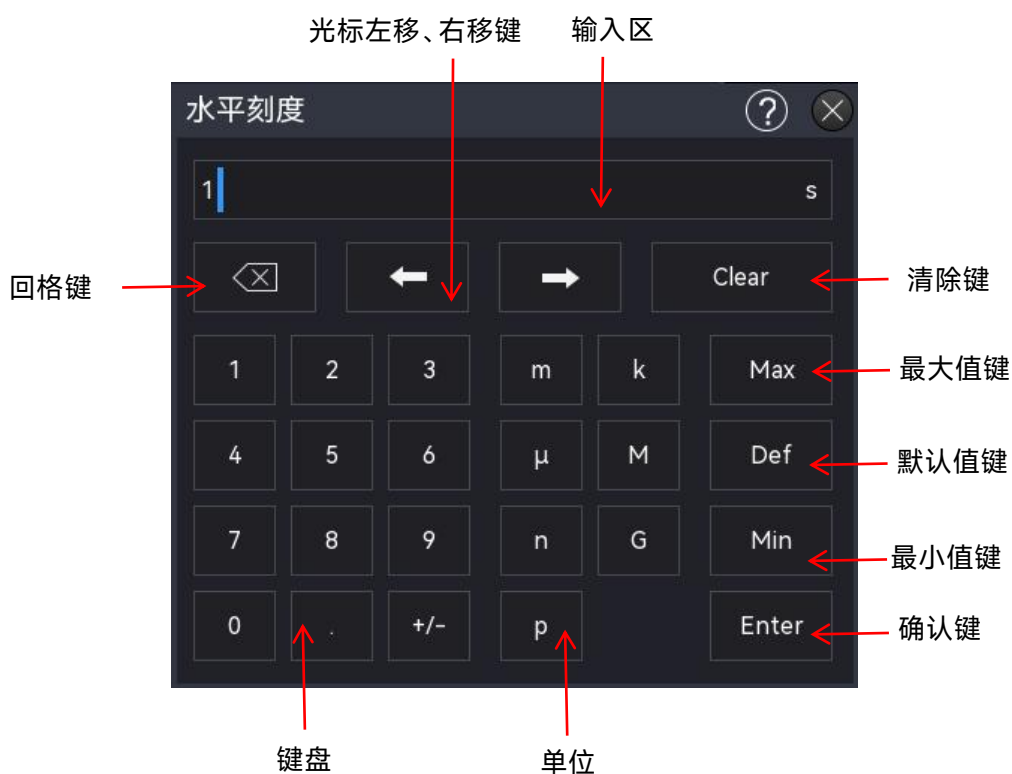 光标左移、右移键 输入区
水平刻度 ?
1 s
回格键 Clear 清除键
1 2 3 m k Max 最大值键
4 5 6 μ M Def 默认值键
7 8 9 n G Min 最小值键
0 . +/- p Enter 确认键
键盘 单位